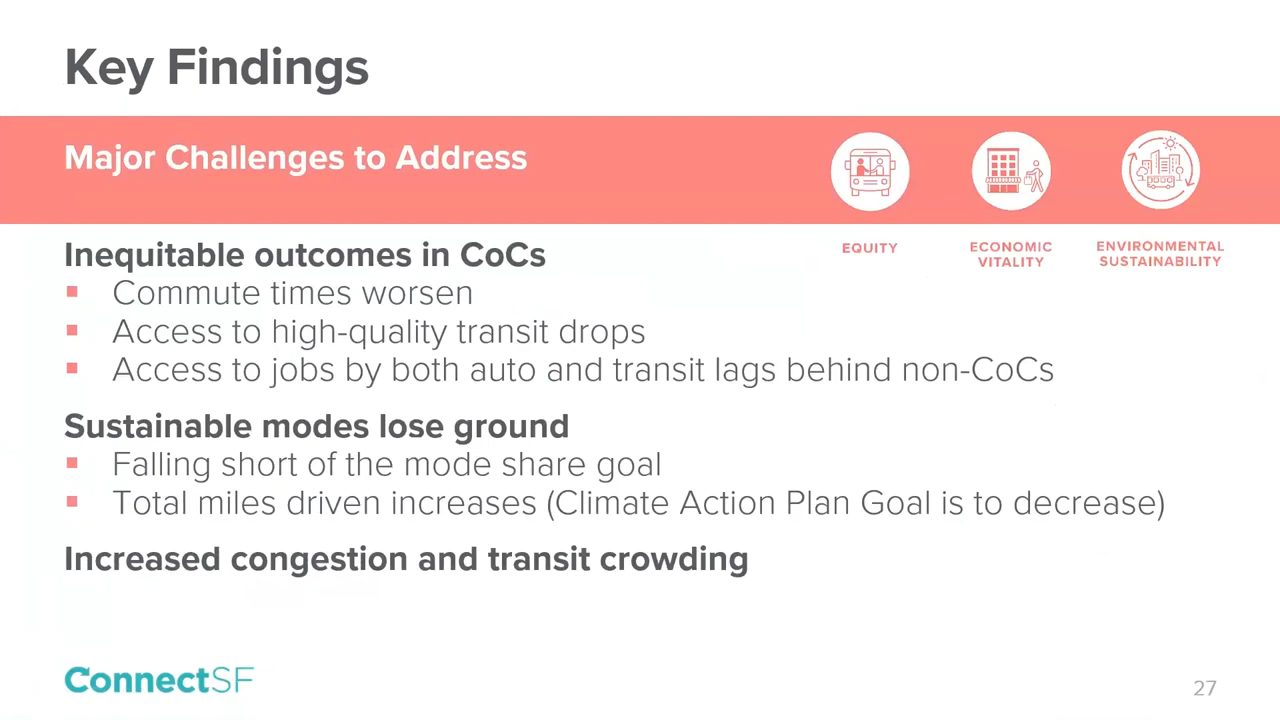 Key Findings
Major Challenges to Address
EQUITY
ECONOMIC
VITALITY
ENVIRONMENTAL
SUSTAINABILITY
Inequitable outcomes in CoCs
▪ Commute times worsen
▪ Access to high-quality transit drops
▪ Access to jobs by both auto and transit lags behind non-CoCs
Sustainable modes lose ground
▪ Falling short of the mode share goal
▪ Total miles driven increases (Climate Action Plan Goal is to decrease)
Increased congestion and transit crowding
ConnectSF
27